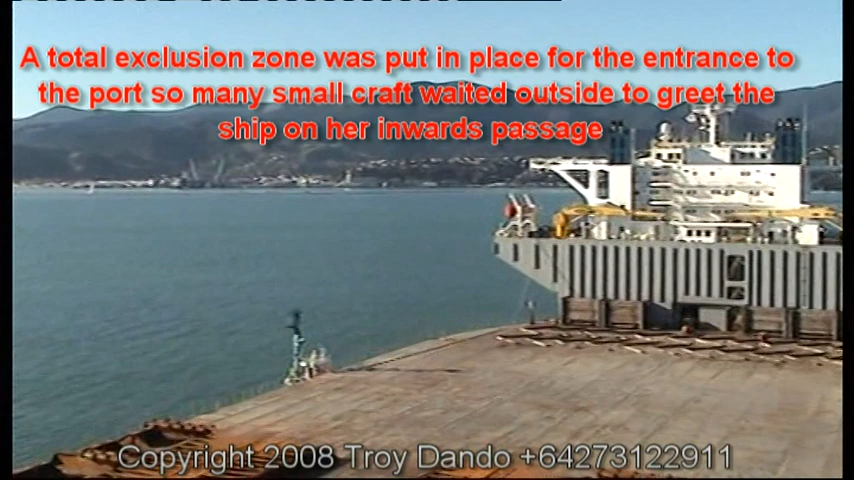 A total exclusion zone was put in place for the entrance to
the port so many small craft waited outside to greet the
ship on her inwards passage
Copyright 2008 Troy Dando +64273122911